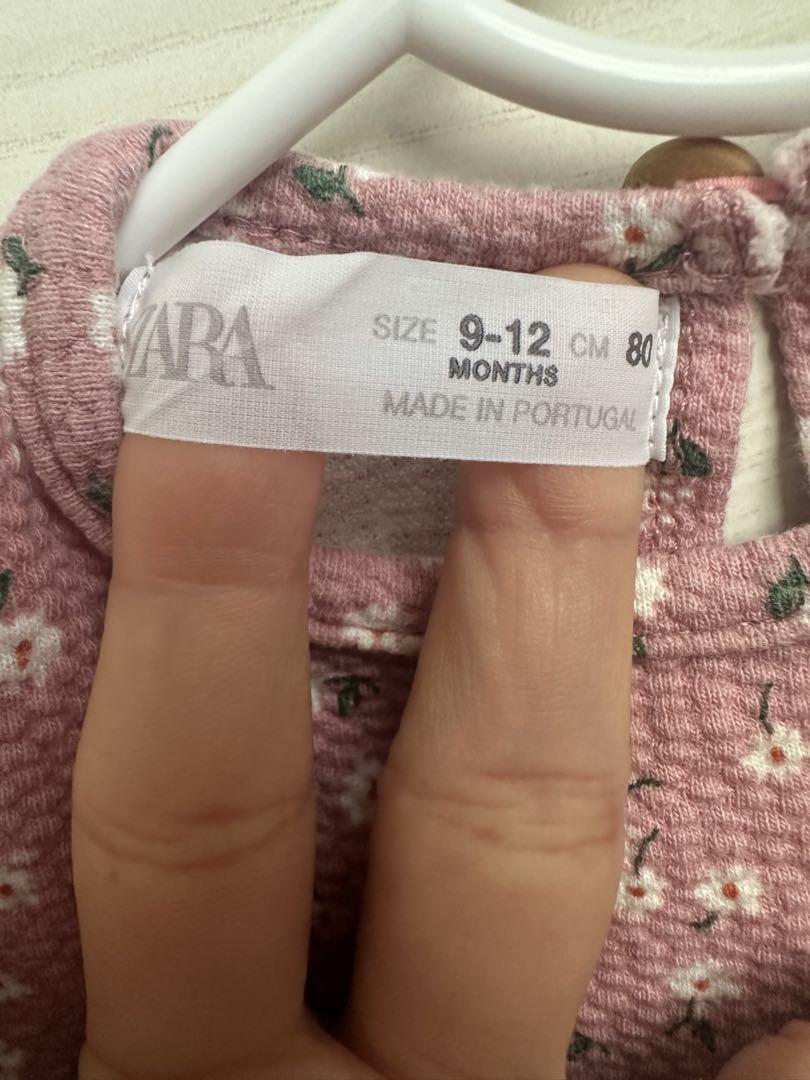 ZARA
SIZE 9-12 CM 80
MONTHS
MADE IN PORTUGAL